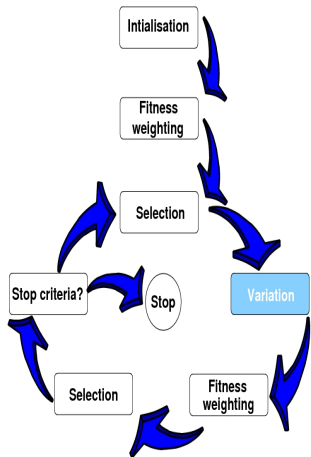 Intialisation
Fitness
weighting
Selection
Variation
Fitness
weighting
Selection
Stop criteria?
Stop